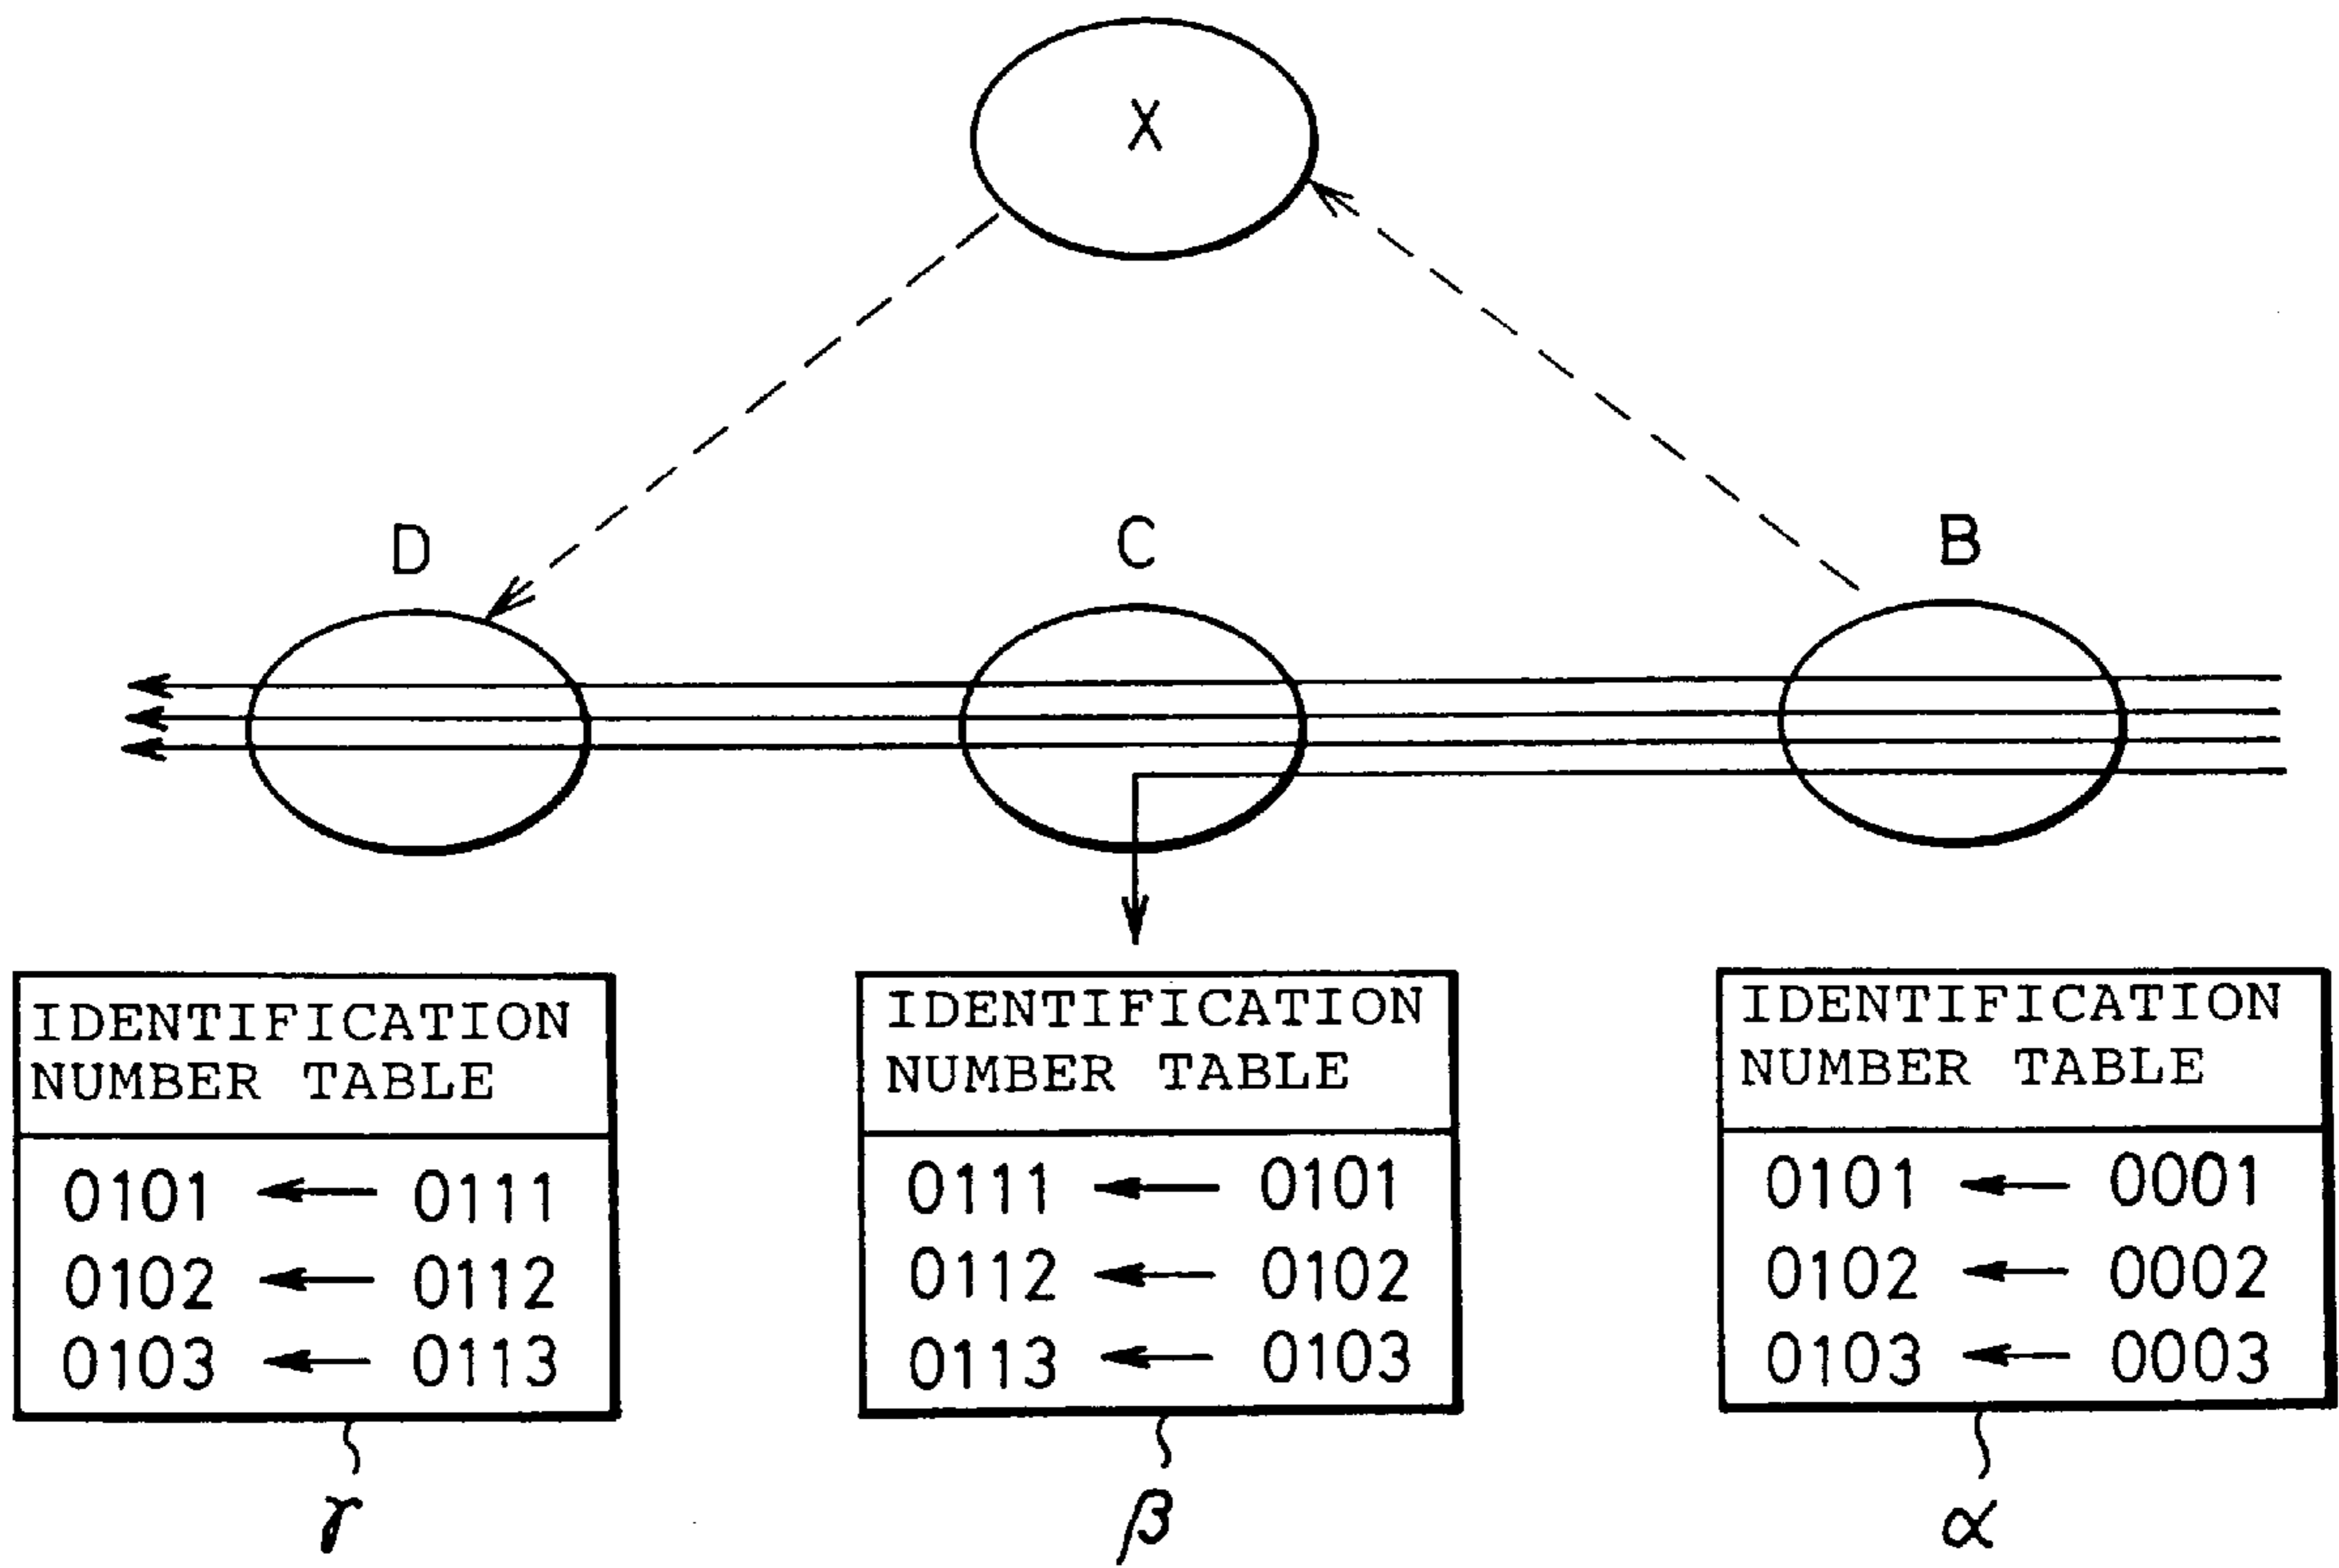 X
D
C
B
IDENTIFICATION
NUMBER TABLE
0101 ← 0111
0102 ← 0112
0103 ← 0113
γ
IDENTIFICATION
NUMBER TABLE
0111 ← 0101
0112 ← 0102
0113 ← 0103
β
IDENTIFICATION
NUMBER TABLE
0101 ← 0001
0102 ← 0002
0103 ← 0003
α